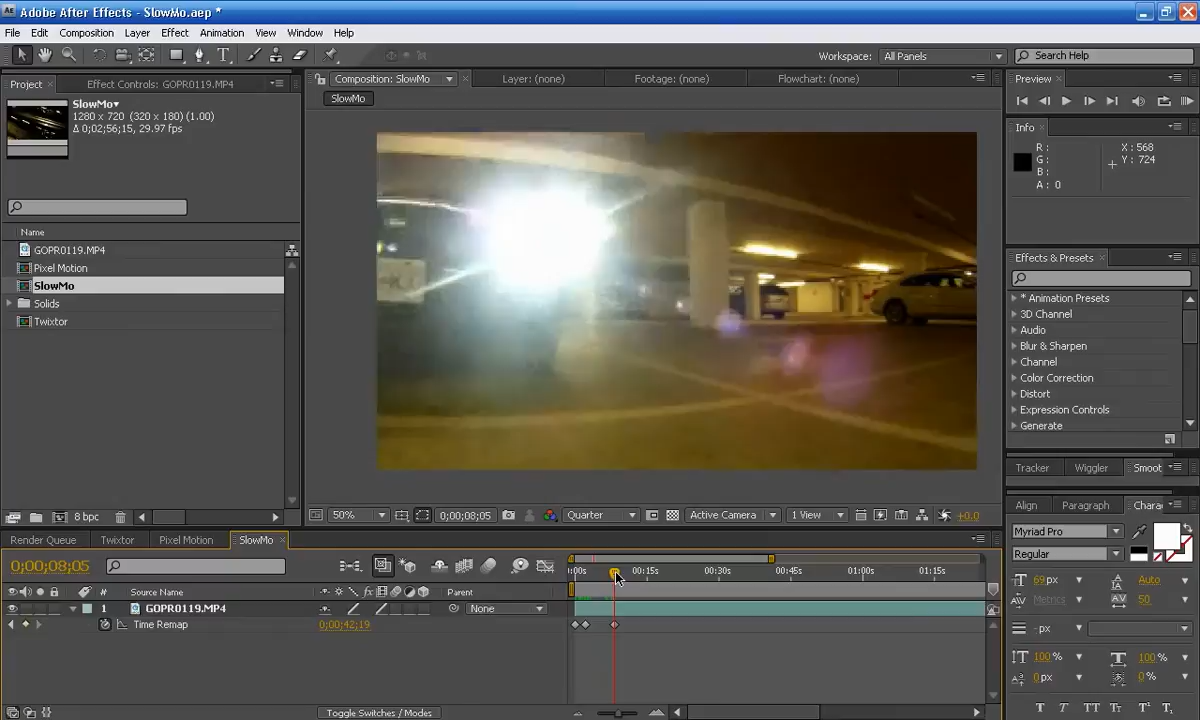 Adobe After Effects - SlowMo.aep *
File Edit Composition Layer Effect Animation View Window Help
Workspace: All Panels Search Help
Project Effect Controls: GOPR0119.MP4
Composition: SlowMo Layer: (none) Footage: (none) Flowchart: (none)
Preview
SlowMo
SlowMo
1280 x 720 (320 x 180) (1.00)
Δ 0;02;56;15, 29.97 fps
Info
R : X : 568
G : Y : 724
B :
A : 0
Name
GOPR0119.MP4
Pixel Motion
SlowMo
Solids
Twixtor
Effects & Presets
* Animation Presets
3D Channel
Audio
Blur & Sharpen
Channel
Color Correction
Distort
Expression Controls
Generate
Tracker Wiggler Smoot
8 bpc
50% 0;00;08;05 Quarter Active Camera 1 View +0.0
Align Paragraph Chara
Myriad Pro
Regular
69 px Auto
Metrics 50
- px
100 % 100 %
0 px 0 %
T T TT Tr T' T,
Render Queue Twixtor Pixel Motion SlowMo
0;00;08;05
:00s 00:15s 00:30s 00:45s 01:00s 01:15s
# Source Name Parent
1 GOPR0119.MP4 None
Time Remap 0;00;42;19
Toggle Switches / Modes